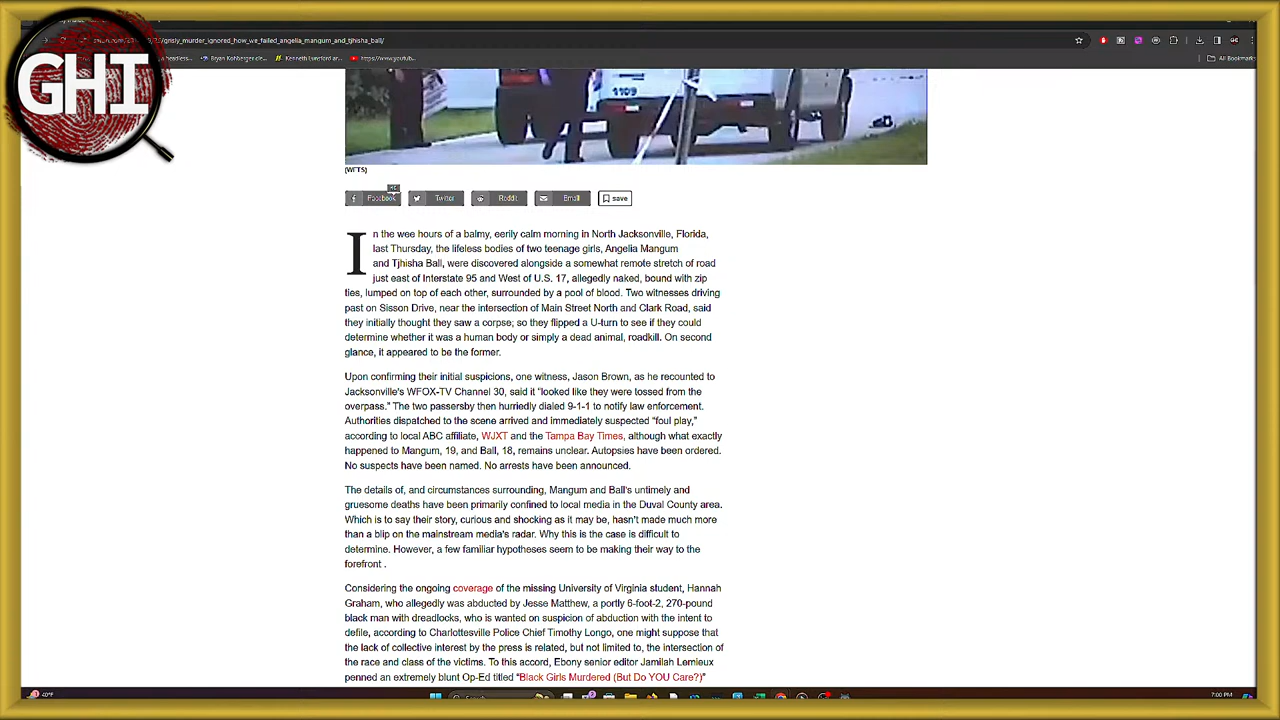 GHI
grisly_murder_ignored_how_we_failed_angelia_mangum_and_tjhisha_ball/
Bryan Kohberger.cle...
Kenneth Lunsford ar...
https://www.youtub...
All Bookmarks
1109
(WFTS)
Facebook
Twitter
Reddit
Email
save
In the wee hours of a balmy, eerily calm morning in North Jacksonville, Florida,
last Thursday, the lifeless bodies of two teenage girls, Angelia Mangum
and Tjhisha Ball, were discovered alongside a somewhat remote stretch of road
just east of Interstate 95 and West of U.S. 17, allegedly naked, bound with zip
ties, lumped on top of each other, surrounded by a pool of blood. Two witnesses driving
past on Sisson Drive, near the intersection of Main Street North and Clark Road, said
they initially thought they saw a corpse; so they flipped a U-turn to see if they could
determine whether it was a human body or simply a dead animal, roadkill. On second
glance, it appeared to be the former.
Upon confirming their initial suspicions, one witness, Jason Brown, as he recounted to
Jacksonville's WFOX-TV Channel 30, said it “looked like they were tossed from the
overpass.” The two passersby then hurriedly dialed 9-1-1 to notify law enforcement.
Authorities dispatched to the scene arrived and immediately suspected “foul play,”
according to local ABC affiliate, WJXT and the Tampa Bay Times, although what exactly
happened to Mangum, 19, and Ball, 18, remains unclear. Autopsies have been ordered.
No suspects have been named. No arrests have been announced.
The details of, and circumstances surrounding, Mangum and Ball's untimely and
gruesome deaths have been primarily confined to local media in the Duval County area.
Which is to say their story, curious and shocking as it may be, hasn't made much more
than a blip on the mainstream media's radar. Why this is the case is difficult to
determine. However, a few familiar hypotheses seem to be making their way to the
forefront .
Considering the ongoing coverage of the missing University of Virginia student, Hannah
Graham, who allegedly was abducted by Jesse Matthew, a portly 6-foot-2, 270-pound
black man with dreadlocks, who is wanted on suspicion of abduction with the intent to
defile, according to Charlottesville Police Chief Timothy Longo, one might suppose that
the lack of collective interest by the press is related, but not limited to, the intersection of
the race and class of the victims. To this accord, Ebony senior editor Jamilah Lemieux
penned an extremely blunt Op-Ed titled “Black Girls Murdered (But Do YOU Care?)”
40°F
Search
7:00 PM